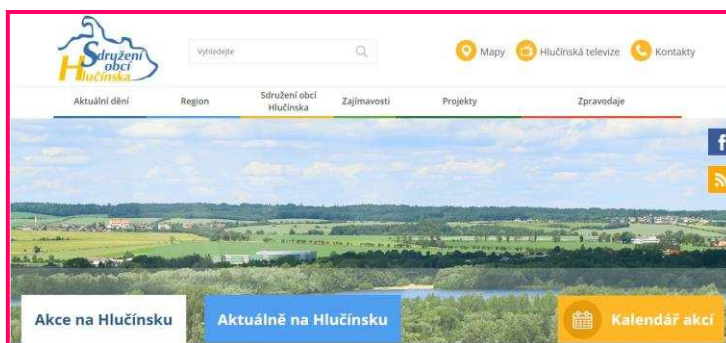 Sdružení
obcí
Hlučínska
Vyhledejte
Mapy
Hlučínská televize
Kontakty
Aktuální dění
Region
Sdružení obcí
Hlučínska
Zajímavosti
Projekty
Zpravodaje
f
Akce na Hlučínsku
Aktuálně na Hlučínsku
Kalendář akcí